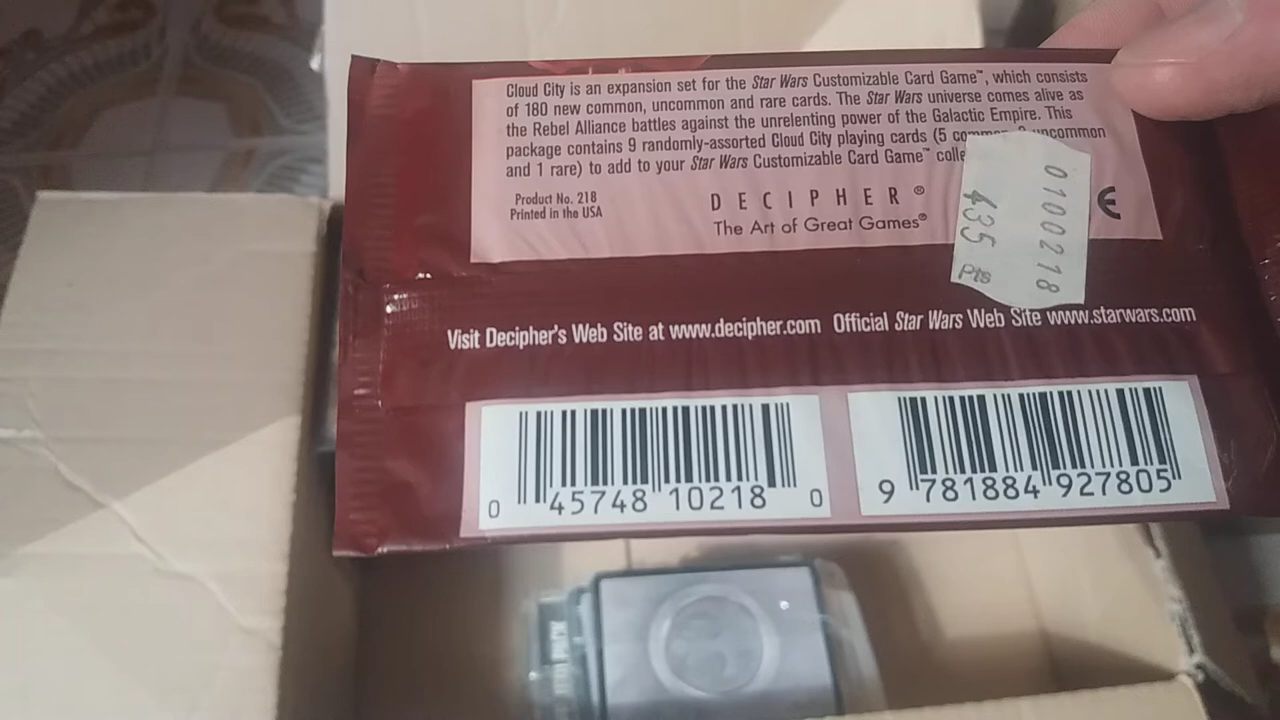 Cloud City is an expansion set for the Star Wars Customizable Card Game™, which consists
of 180 new common, uncommon and rare cards. The Star Wars universe comes alive as
the Rebel Alliance battles against the unrelenting power of the Galactic Empire. This
package contains 9 randomly-assorted Cloud City playing cards (5 uncommon
and 1 rare) to add to your Star Wars Customizable Card Game™
Product No. 218
Printed in the USA
DECIPHER®
The Art of Great Games®
CE
0100218
435 Pts
Visit Decipher's Web Site at www.decipher.com Official Star Wars Web Site www.starwars.com
0 45748 10218 0
9 781884 927805